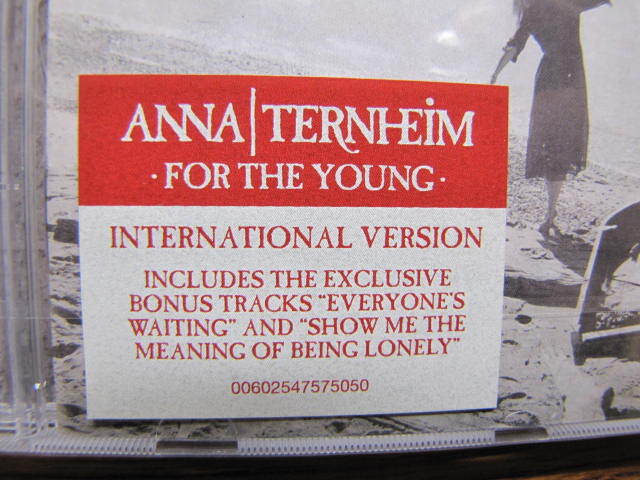 ANNA|TERNHEİM
· FOR THE YOUNG ·
INTERNATIONAL VERSION
INCLUDES THE EXCLUSIVE
BONUS TRACKS "EVERYONE'S
WAITING" AND "SHOW ME THE
MEANING OF BEING LONELY"
00602547575050